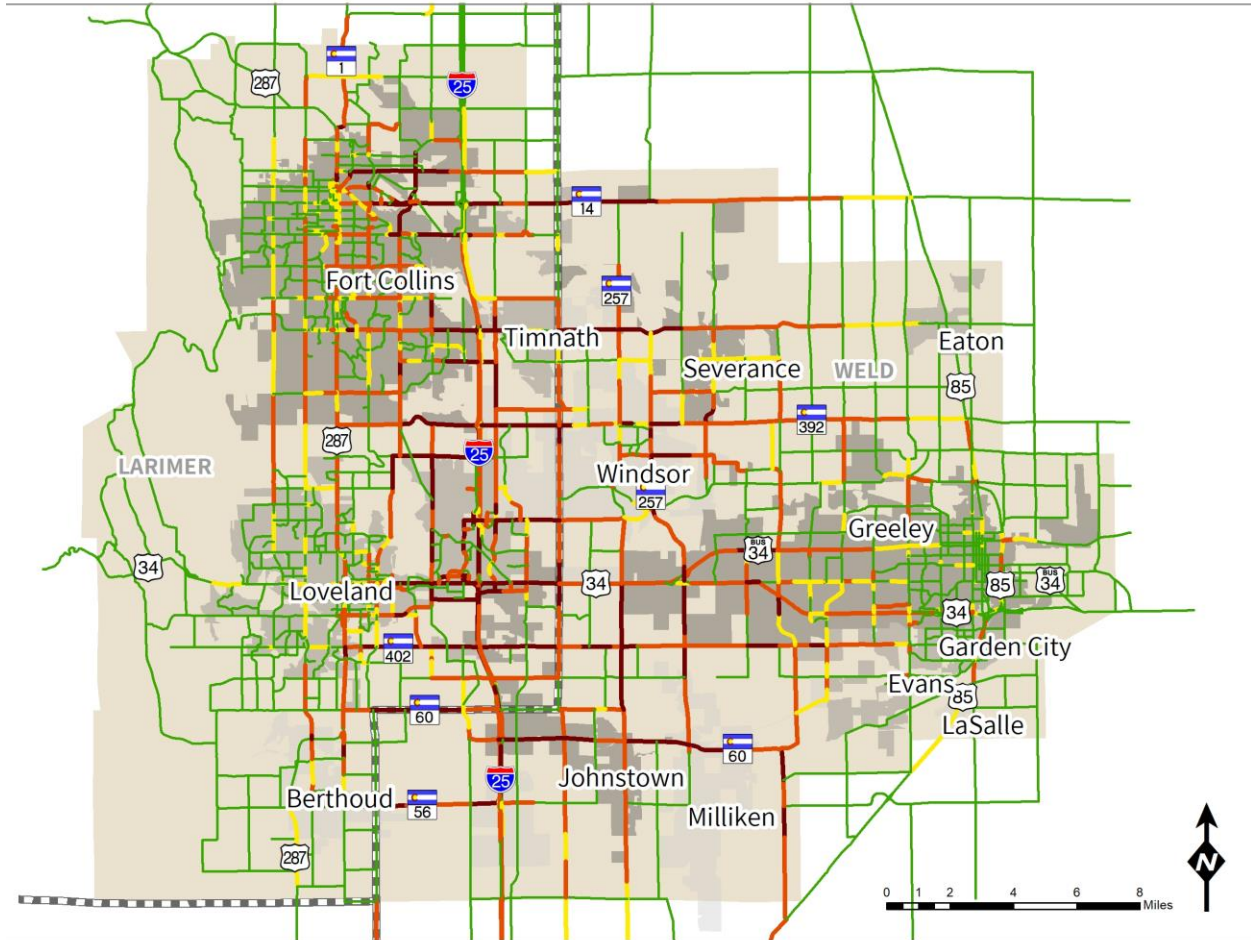 1
287
25
14
Fort Collins
257
Timnath
Eaton
Severance
WELD
85
392
287
LARIMER
25
Windsor
257
Greeley
BUS
34
34
Loveland
34
85
BUS
34
34
402
Garden City
Evans
85
60
LaSalle
60
Johnstown
25
Berthoud
56
Milliken
287
N
0 1 2 4 6 8
Miles